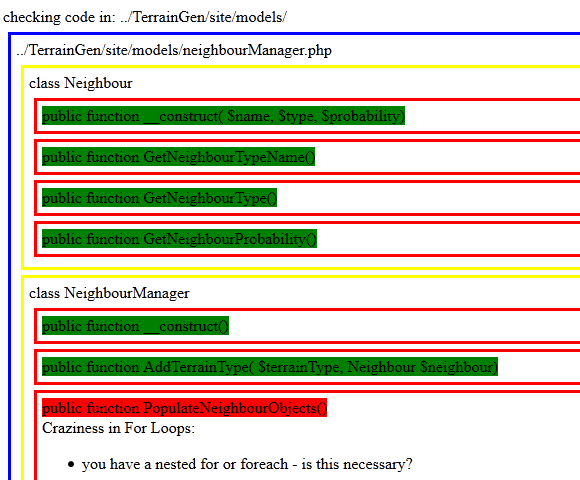 checking code in: ../TerrainGen/site/models/
../TerrainGen/site/models/neighbourManager.php
class Neighbour
public function __construct( $name, $type, $probability)
public function GetNeighbourTypeName()
public function GetNeighbourType()
public function GetNeighbourProbability()
class NeighbourManager
public function __construct()
public function AddTerrainType( $terrainType, Neighbour $neighbour)
public function PopulateNeighbourObjects()
Craziness in For Loops:
• you have a nested for or foreach - is this necessary?